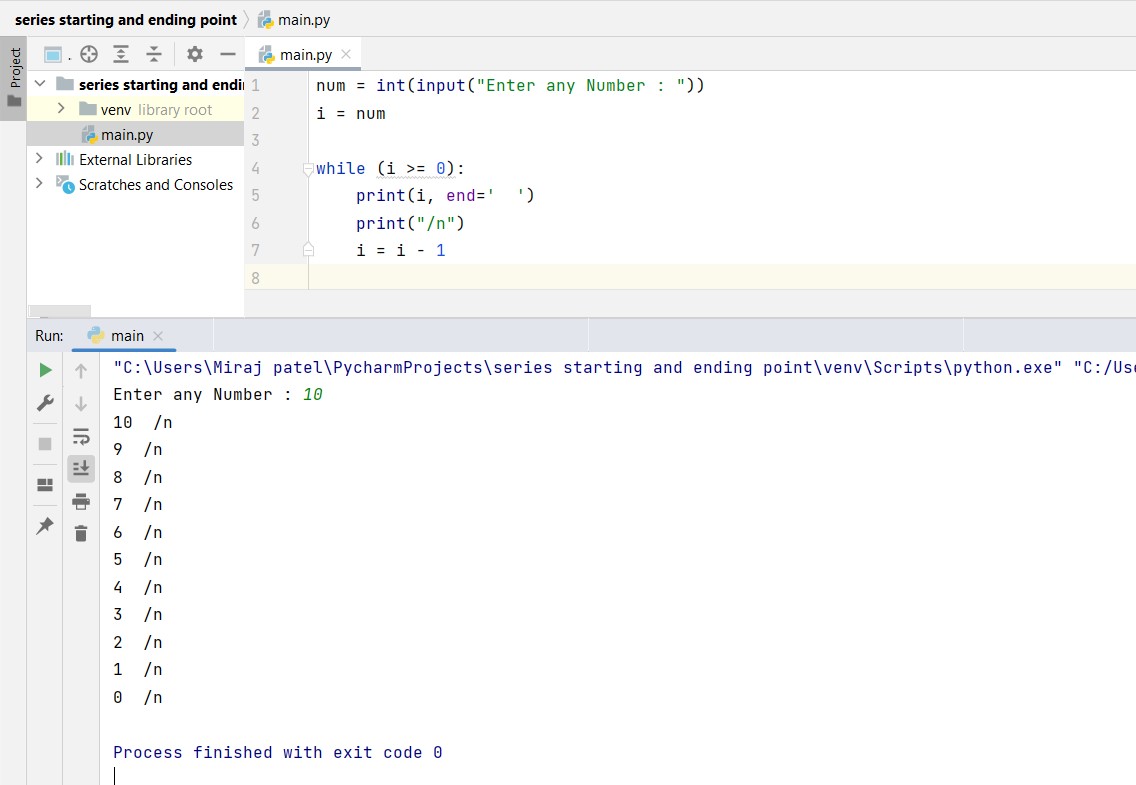 series starting and ending point main.py
Project
main.py
series starting and endi
venv library root
main.py
External Libraries
Scratches and Consoles
1 num = int(input("Enter any Number : "))
2 i = num
3
4 while (i >= 0):
5 print(i, end='  ')
6 print("/n")
7 i = i - 1
8
Run: main
"C:\Users\Miraj patel\PycharmProjects\series starting and ending point\venv\Scripts\python.exe" "C:/Use
Enter any Number : 10
10  /n
9  /n
8  /n
7  /n
6  /n
5  /n
4  /n
3  /n
2  /n
1  /n
0  /n
Process finished with exit code 0